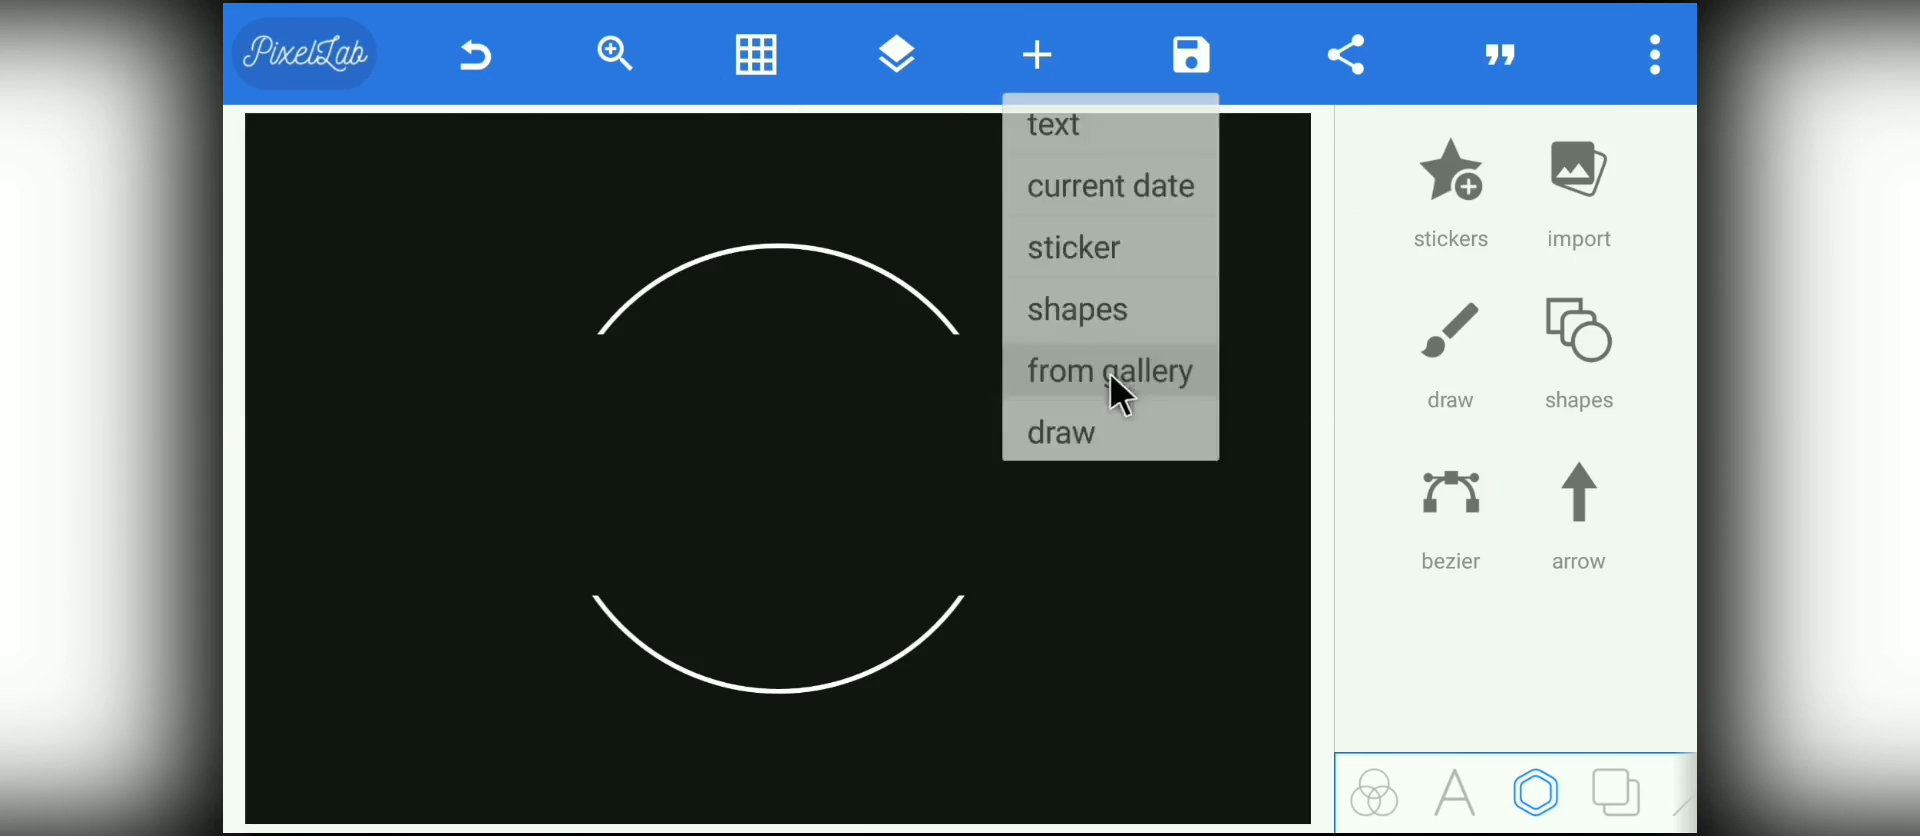 PixelLab
text
current date
sticker
shapes
from gallery
draw
stickers
import
draw
shapes
bezier
arrow